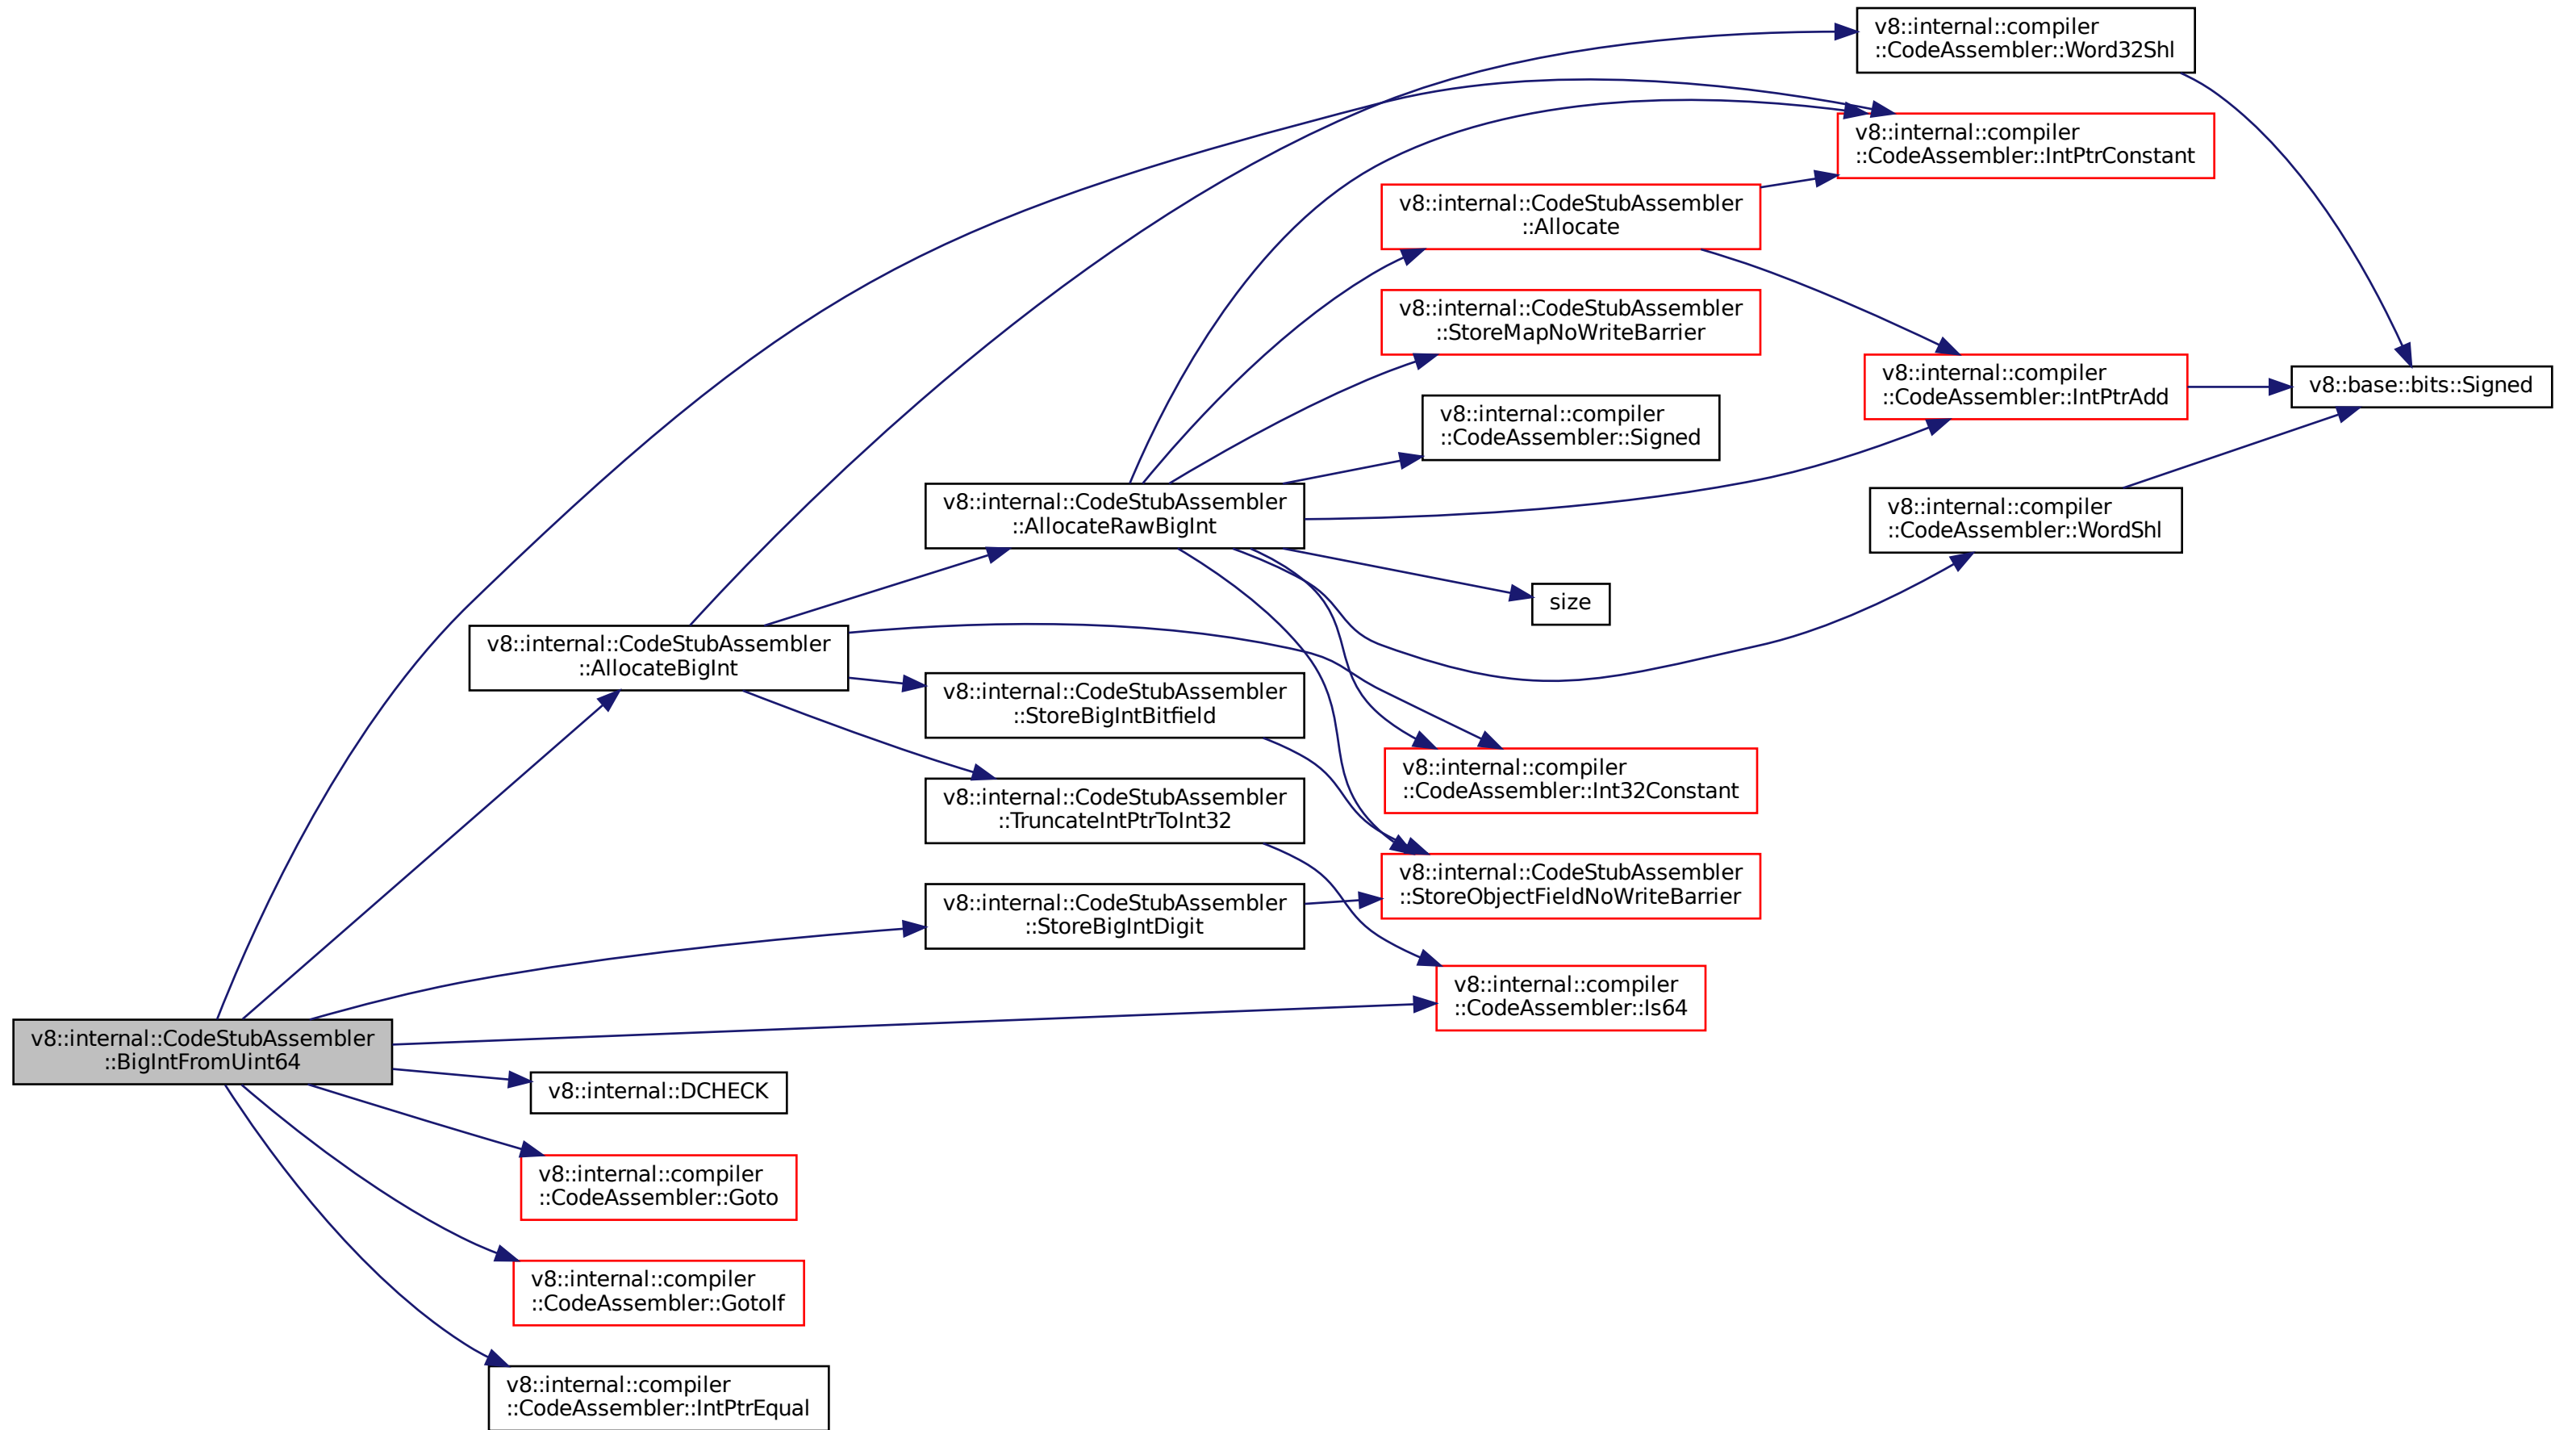 v8::internal::compiler
::CodeAssembler::Word32Shl
v8::internal::compiler
::CodeAssembler::IntPtrConstant
v8::internal::CodeStubAssembler
::Allocate
v8::internal::CodeStubAssembler
::StoreMapNoWriteBarrier
v8::internal::compiler
::CodeAssembler::IntPtrAdd
v8::base::bits::Signed
v8::internal::compiler
::CodeAssembler::Signed
v8::internal::CodeStubAssembler
::AllocateRawBigInt
v8::internal::compiler
::CodeAssembler::WordShl
size
v8::internal::CodeStubAssembler
::AllocateBigInt
v8::internal::CodeStubAssembler
::StoreBigIntBitfield
v8::internal::compiler
::CodeAssembler::Int32Constant
v8::internal::CodeStubAssembler
::TruncateIntPtrToInt32
v8::internal::CodeStubAssembler
::StoreObjectFieldNoWriteBarrier
v8::internal::CodeStubAssembler
::StoreBigIntDigit
v8::internal::compiler
::CodeAssembler::Is64
v8::internal::CodeStubAssembler
::BigIntFromUint64
v8::internal::DCHECK
v8::internal::compiler
::CodeAssembler::Goto
v8::internal::compiler
::CodeAssembler::GotoIf
v8::internal::compiler
::CodeAssembler::IntPtrEqual